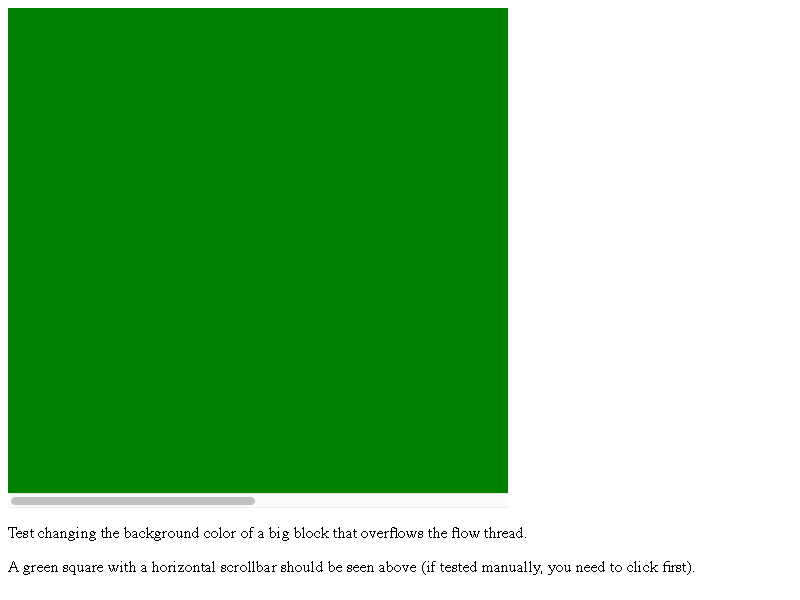 Test changing the background color of a big block that overflows the flow thread.
A green square with a horizontal scrollbar should be seen above (if tested manually, you need to click first).